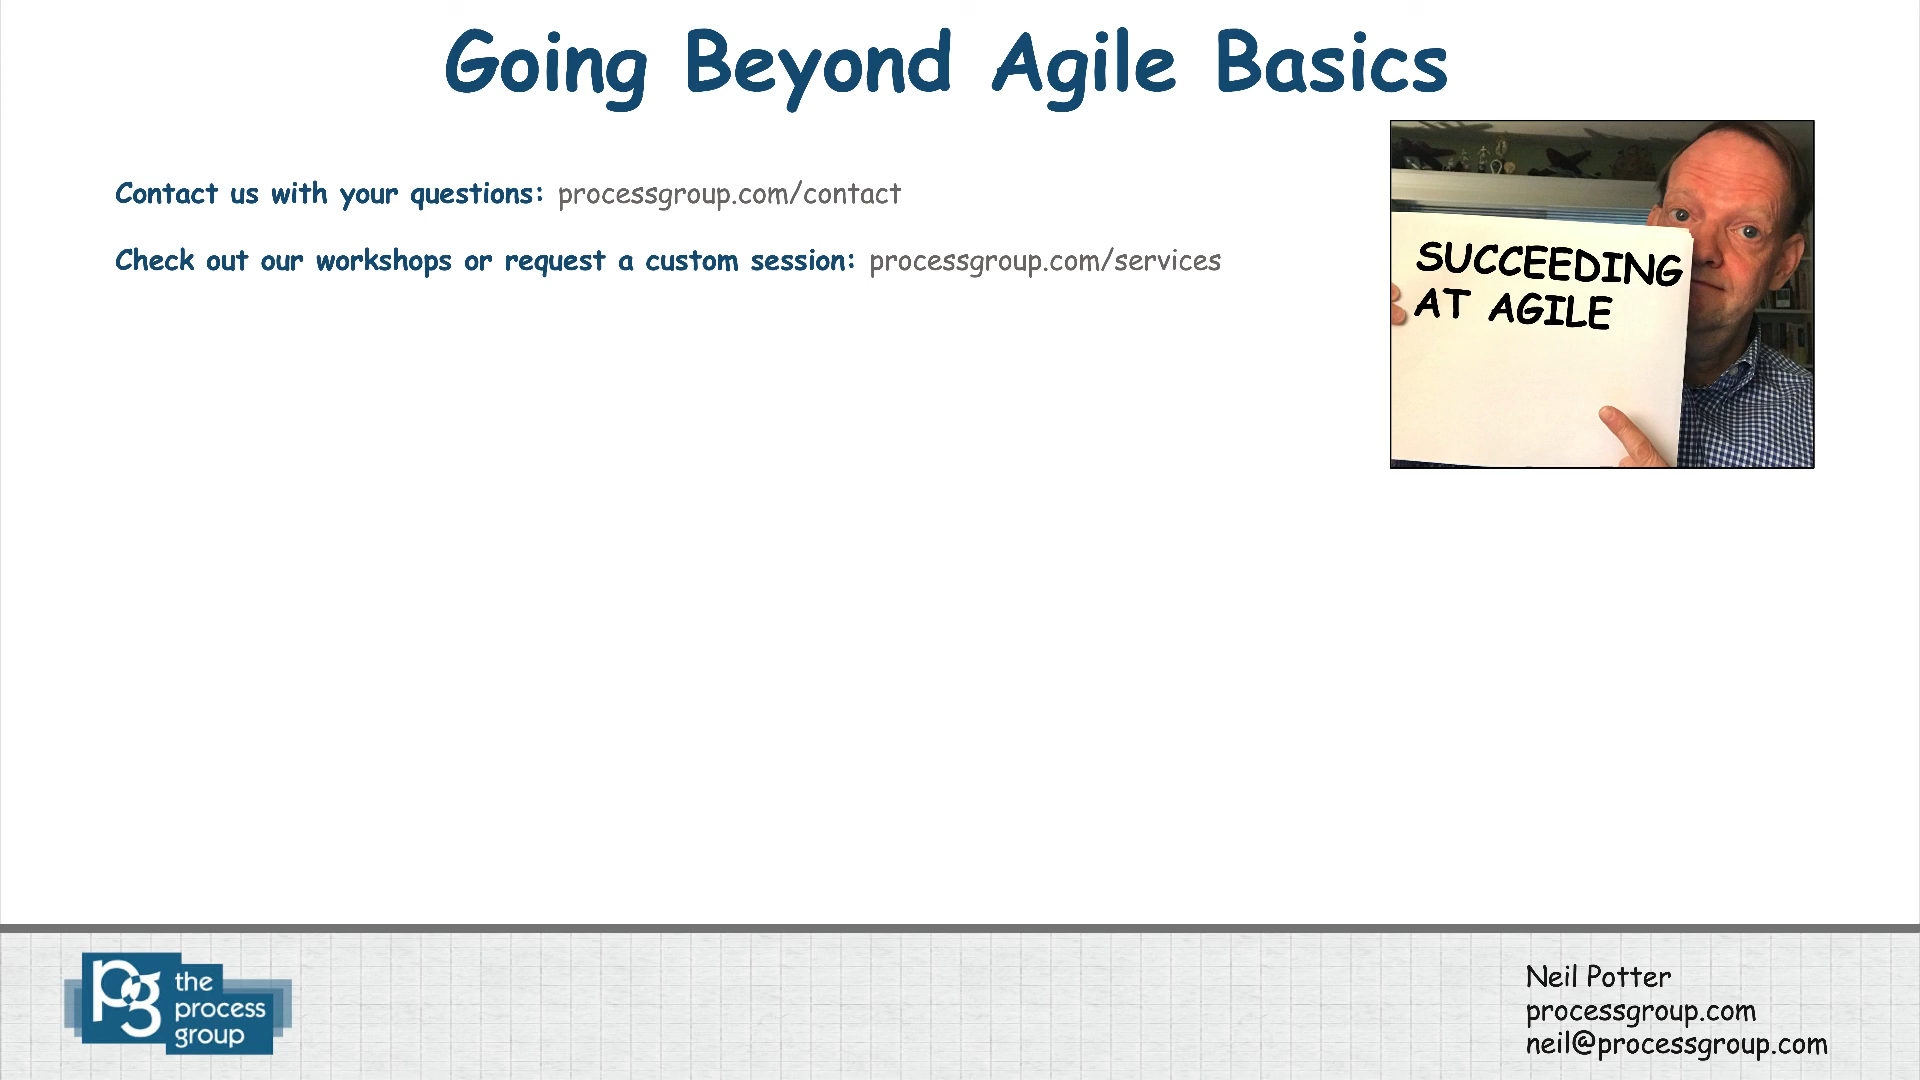 Going Beyond Agile Basics
Contact us with your questions: processgroup.com/contact
Check out our workshops or request a custom session: processgroup.com/services
SUCCEEDING
AT AGILE
pg
the
process
group
Neil Potter
processgroup.com
neil@processgroup.com